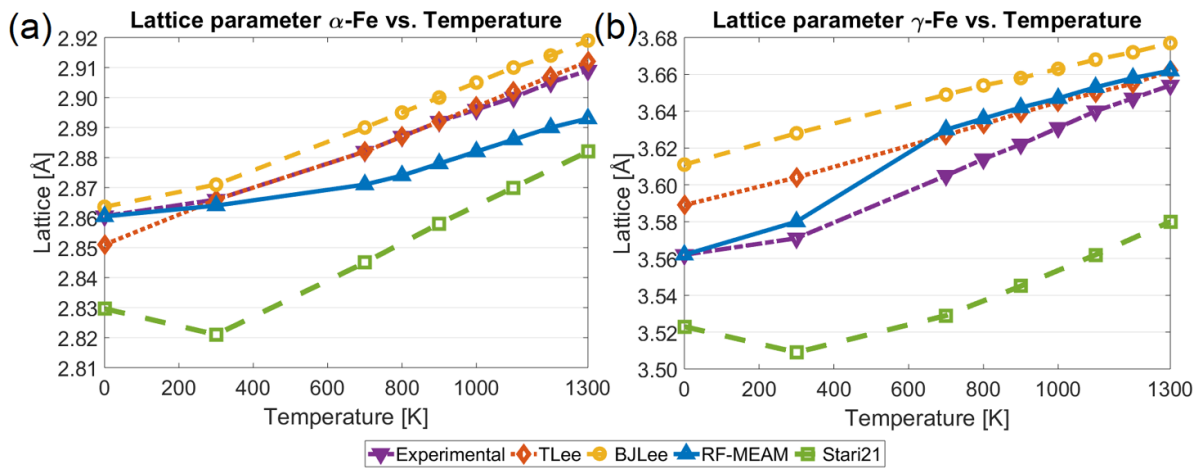 (a)
Lattice parameter α-Fe vs. Temperature
2.92
2.91
2.90
2.89
2.88
2.87
2.86
2.85
2.84
2.83
2.82
2.81
Lattice [Å]
0 200 400 600 800 1000 1300
Temperature [K]
(b)
Lattice parameter γ-Fe vs. Temperature
3.68
3.66
3.64
3.62
3.60
3.58
3.56
3.54
3.52
3.50
Lattice [Å]
0 200 400 600 800 1000 1300
Temperature [K]
Experimental TLee BJLee RF-MEAM Stari21